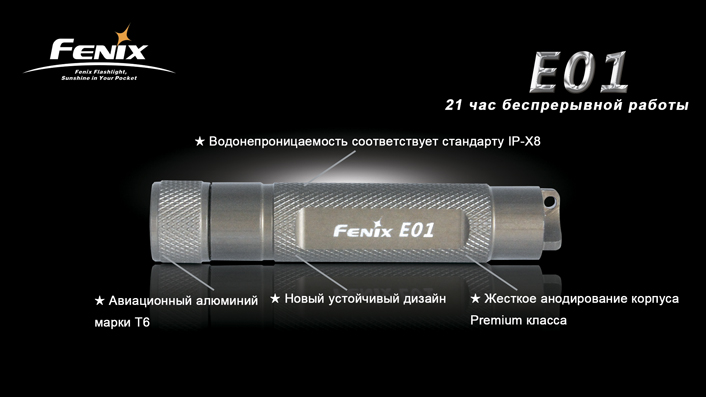 FENIX
Fenix Flashlight,
Sunshine in Your Pocket
E01
21 час беспрерывной работы
★ Водонепроницаемость соответствует стандарту IP-X8
FENIX E01
★ Авиационный алюминий
марки T6
★ Новый устойчивый дизайн
★ Жесткое анодирование корпуса
Premium класса